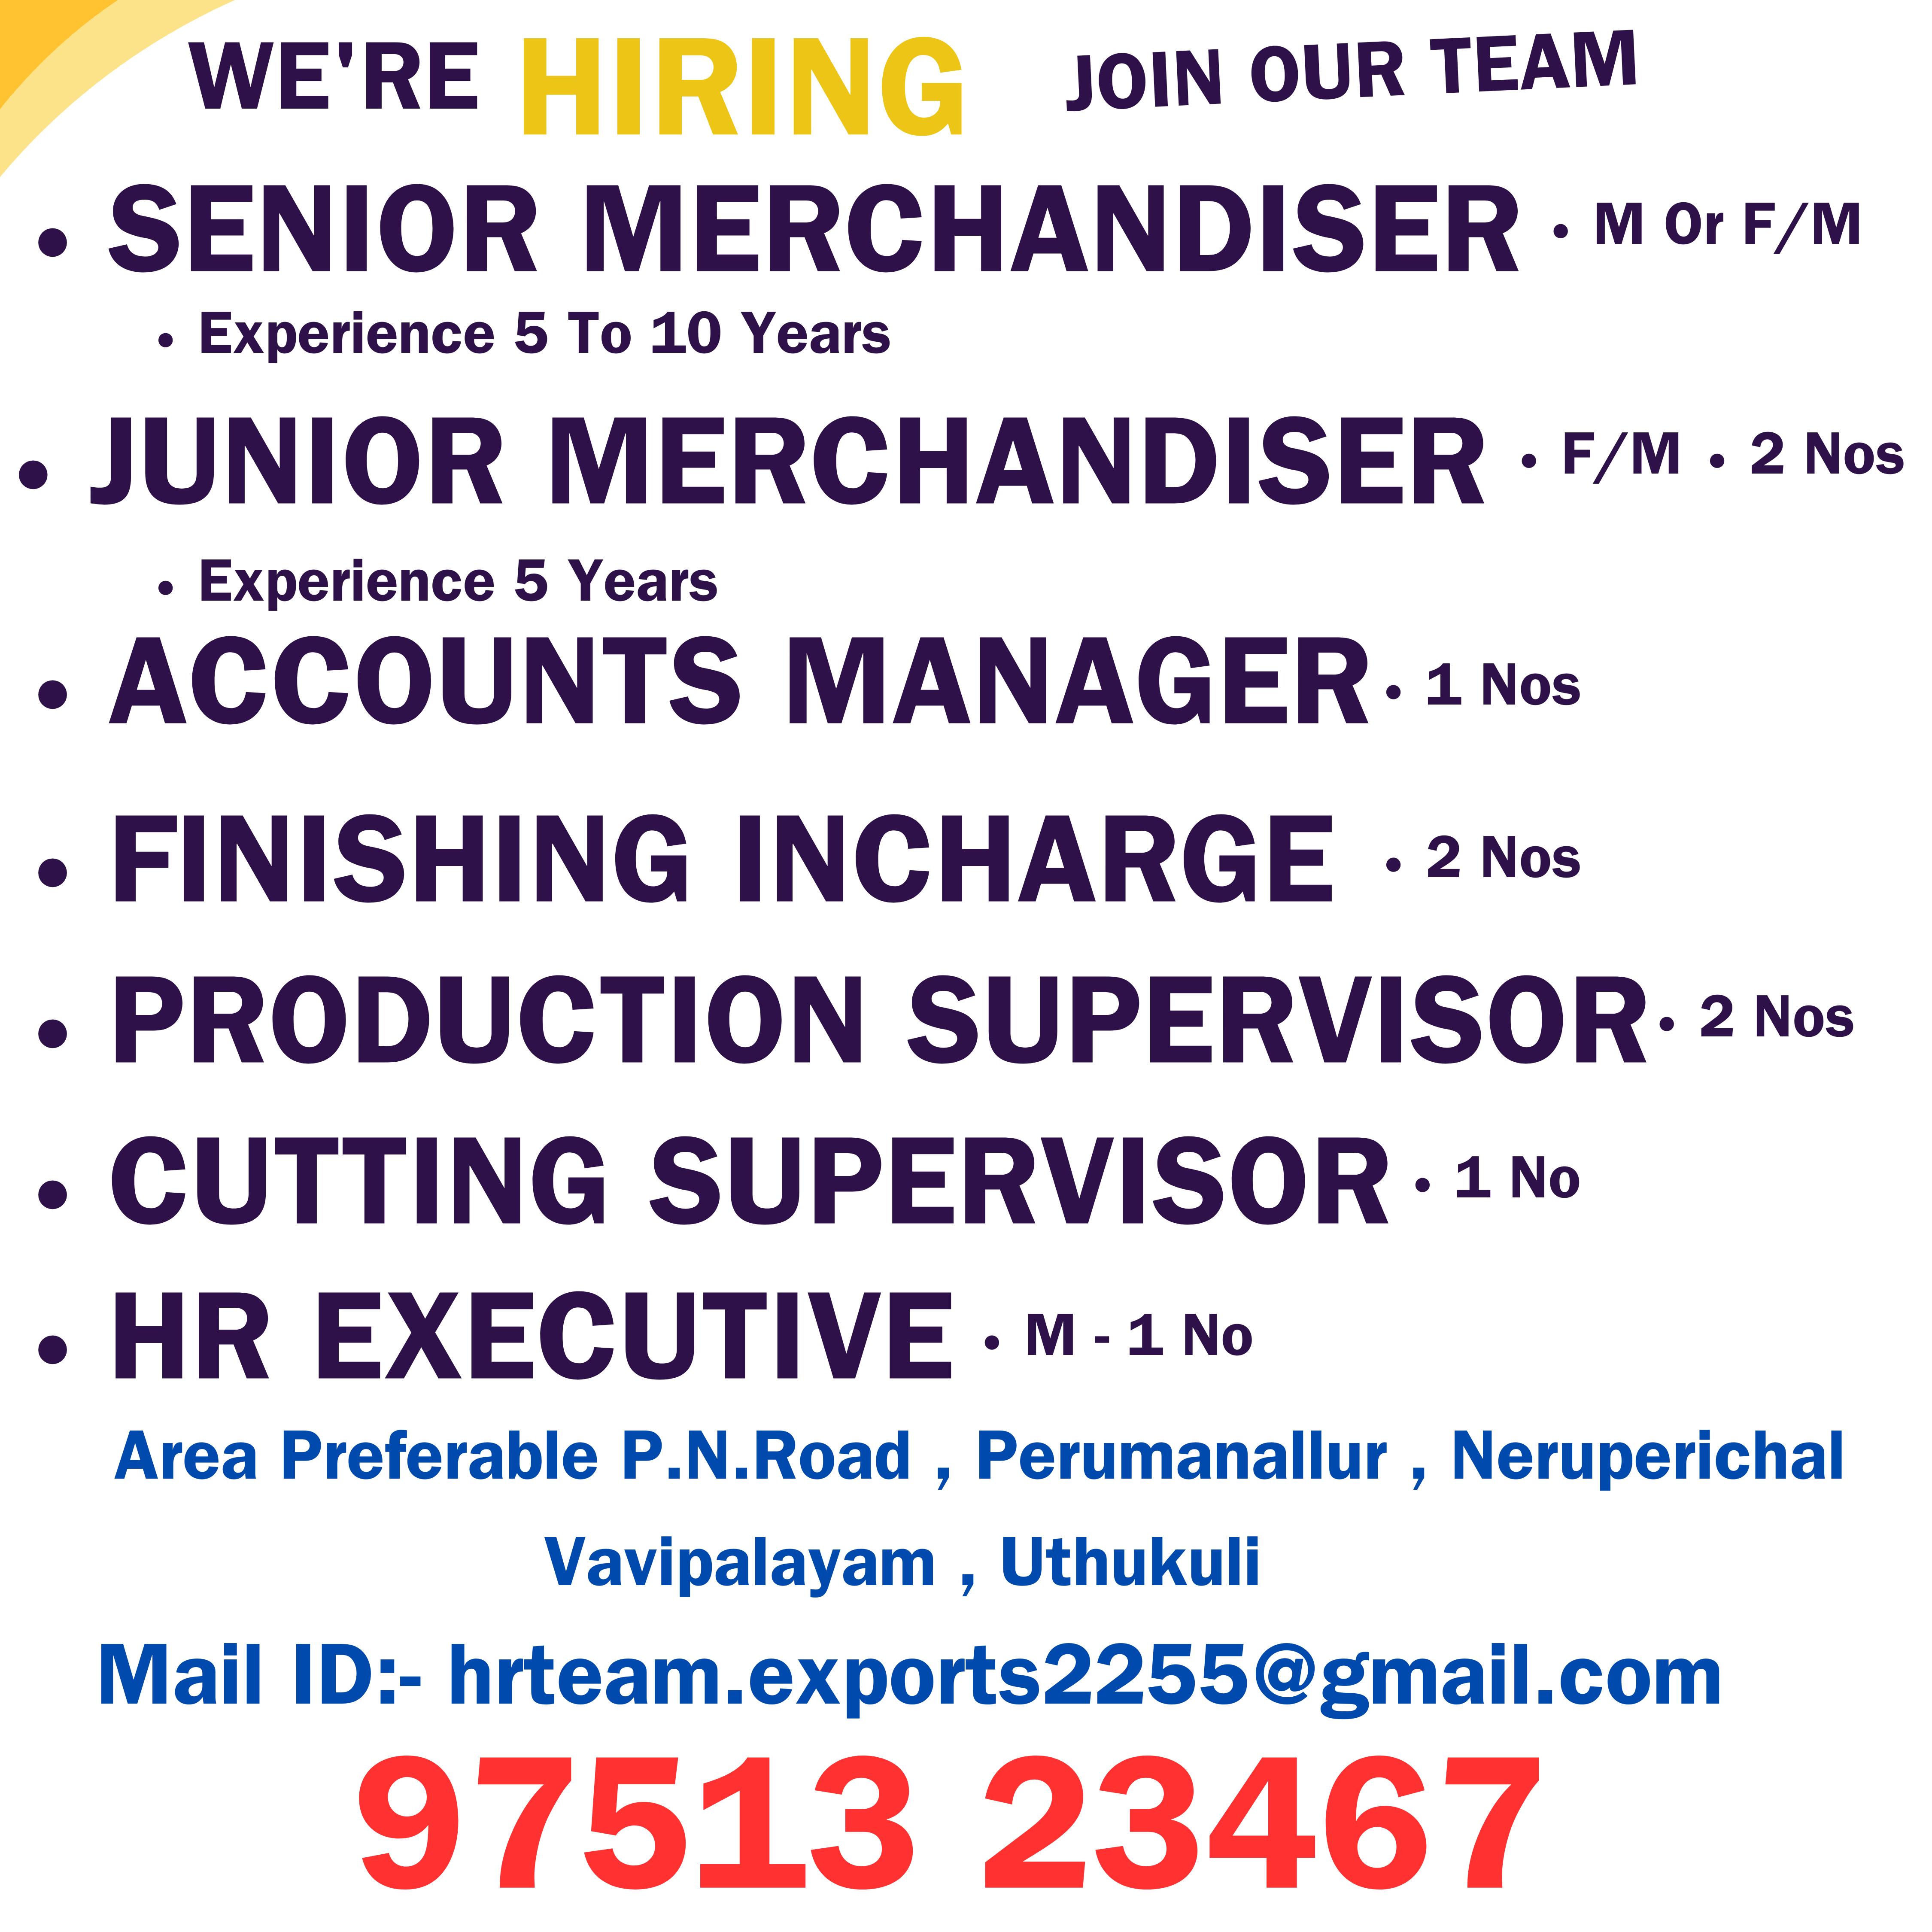 WE'RE HIRING JOIN OUR TEAM
• SENIOR MERCHANDISER • M Or F/M
• Experience 5 To 10 Years
• JUNIOR MERCHANDISER • F/M • 2 Nos
• Experience 5 Years
• ACCOUNTS MANAGER • 1 Nos
• FINISHING INCHARGE • 2 Nos
• PRODUCTION SUPERVISOR • 2 Nos
• CUTTING SUPERVISOR • 1 No
• HR EXECUTIVE • M - 1 No
Area Preferable P.N.Road , Perumanallur , Neruperichal
Vavipalayam , Uthukuli
Mail ID:- hrteam.exports2255@gmail.com
97513 23467